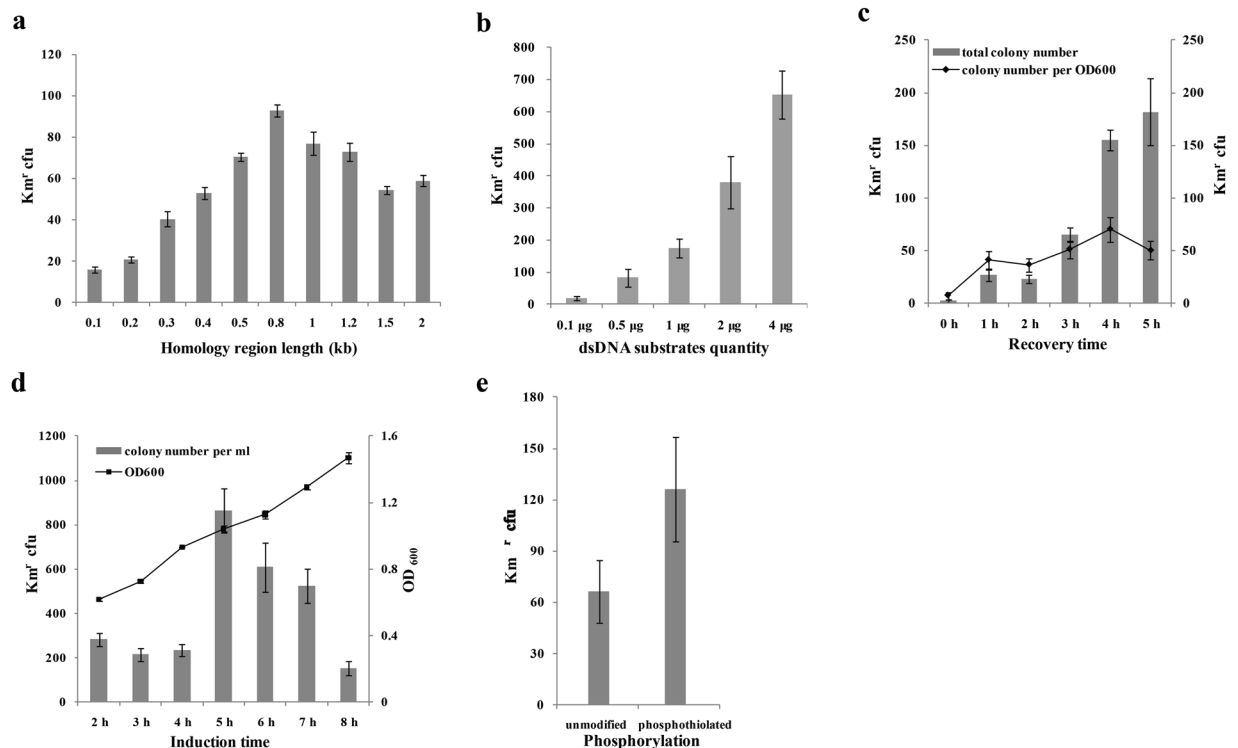 a
120
100
80
60
40
20
0
Kmʳ cfu
0.1 0.2 0.3 0.4 0.5 0.8 1 1.2 1.5 2
Homology region length (kb)
b
800
700
600
500
400
300
200
100
0
Kmʳ cfu
0.1 µg 0.5 µg 1 µg 2 µg 4 µg
dsDNA substrates quantity
c
250
200
150
100
50
0
Kmʳ cfu
total colony number
colony number per OD600
250
200
150
100
50
0
Kmʳ cfu
0 h 1 h 2 h 3 h 4 h 5 h
Recovery time
d
1200
1000
800
600
400
200
0
Kmʳ cfu
colony number per ml
OD600
1.6
1.2
0.8
0.4
0
OD 600
2 h 3 h 4 h 5 h 6 h 7 h 8 h
Induction time
e
180
150
120
90
60
30
0
Km ʳ cfu
unmodified phosphothiolated
Phosphorylation